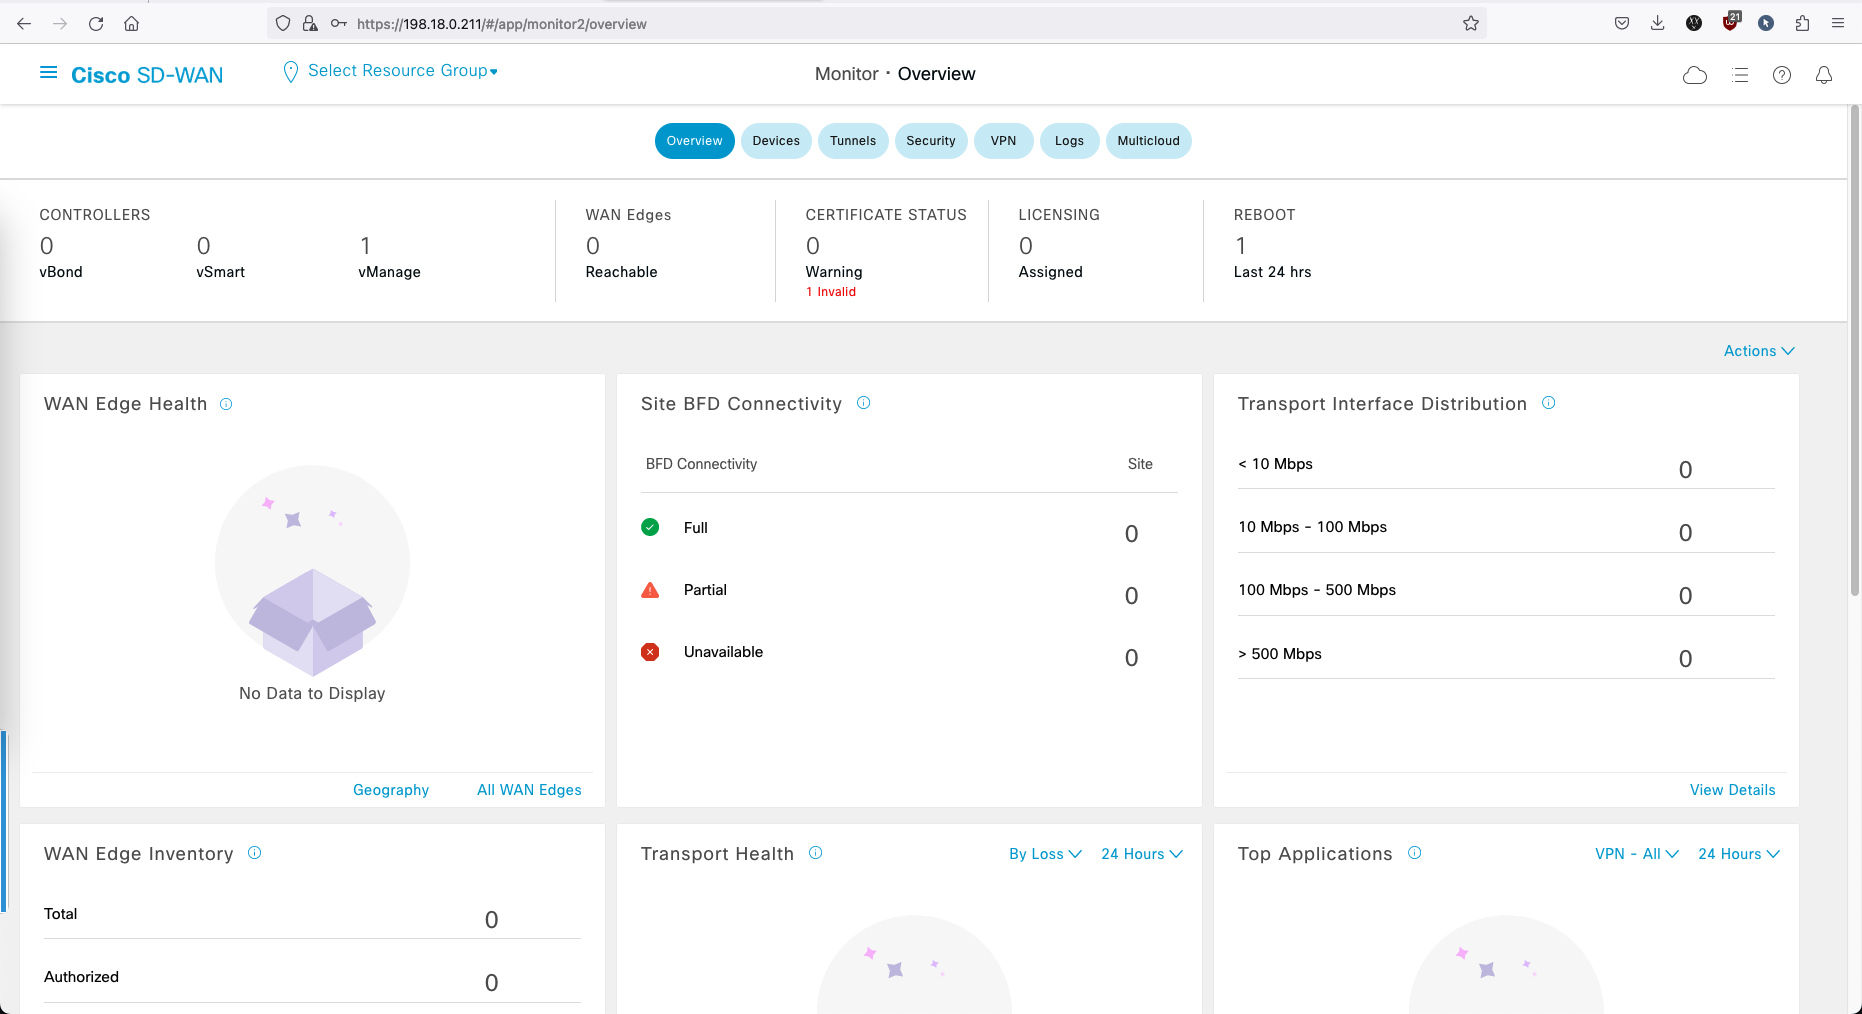 21
https://198.18.0.211/#/app/monitor2/overview
Cisco SD-WAN
Select Resource Group
Monitor · Overview
Overview Devices Tunnels Security VPN Logs Multicloud
CONTROLLERS WAN Edges CERTIFICATE STATUS LICENSING REBOOT
0 0 1 0 0 0 1
vBond vSmart vManage Reachable Warning Assigned Last 24 hrs
1 Invalid
Actions
WAN Edge Health
No Data to Display
Geography All WAN Edges
Site BFD Connectivity
BFD Connectivity Site
Full 0
Partial 0
Unavailable 0
Transport Interface Distribution
< 10 Mbps 0
10 Mbps - 100 Mbps 0
100 Mbps - 500 Mbps 0
> 500 Mbps 0
View Details
WAN Edge Inventory
Total 0
Authorized 0
Transport Health By Loss 24 Hours
Top Applications VPN - All 24 Hours